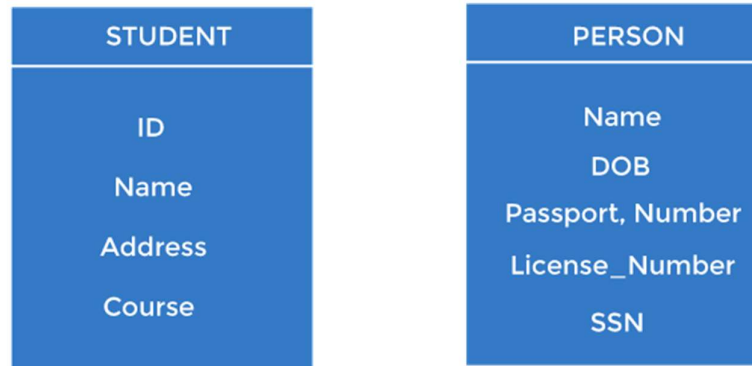 STUDENT
ID
Name
Address
Course
PERSON
Name
DOB
Passport, Number
License_Number
SSN